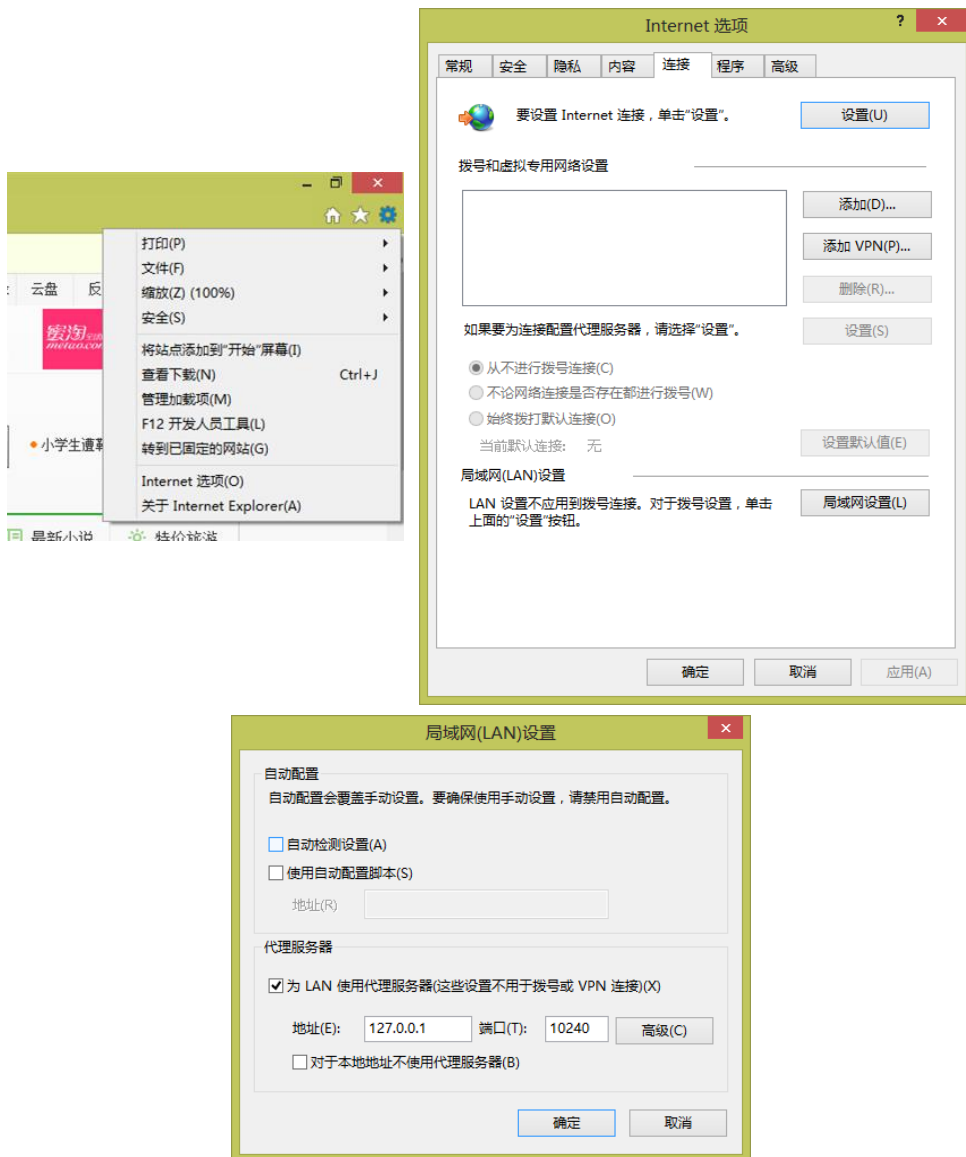 打印(P)
文件(F)
缩放(Z) (100%)
安全(S)
将站点添加到“开始”屏幕(I)
查看下载(N) Ctrl+J
管理加载项(M)
F12 开发人员工具(L)
转到已固定的网站(G)
Internet 选项(O)
关于 Internet Explorer(A)
云盘 反
蜜淘
metao.com
小学生遭
最新小说 特价旅游
Internet 选项
常规 安全 隐私 内容 连接 程序 高级
要设置 Internet 连接，单击“设置”。 设置(U)
拨号和虚拟专用网络设置
添加(D)...
添加 VPN(P)...
删除(R)...
如果要为连接配置代理服务器，请选择“设置”。 设置(S)
从不进行拨号连接(C)
不论网络连接是否存在都进行拨号(W)
始终拨打默认连接(O)
当前默认连接: 无 设置默认值(E)
局域网(LAN)设置
LAN 设置不应用到拨号连接。对于拨号设置，单击
上面的“设置”按钮。
局域网设置(L)
确定 取消 应用(A)
局域网(LAN)设置
自动配置
自动配置会覆盖手动设置。要确保使用手动设置，请禁用自动配置。
自动检测设置(A)
使用自动配置脚本(S)
地址(R)
代理服务器
为 LAN 使用代理服务器(这些设置不用于拨号或 VPN 连接)(X)
地址(E): 127.0.0.1 端口(T): 10240 高级(C)
对于本地地址不使用代理服务器(B)
确定 取消